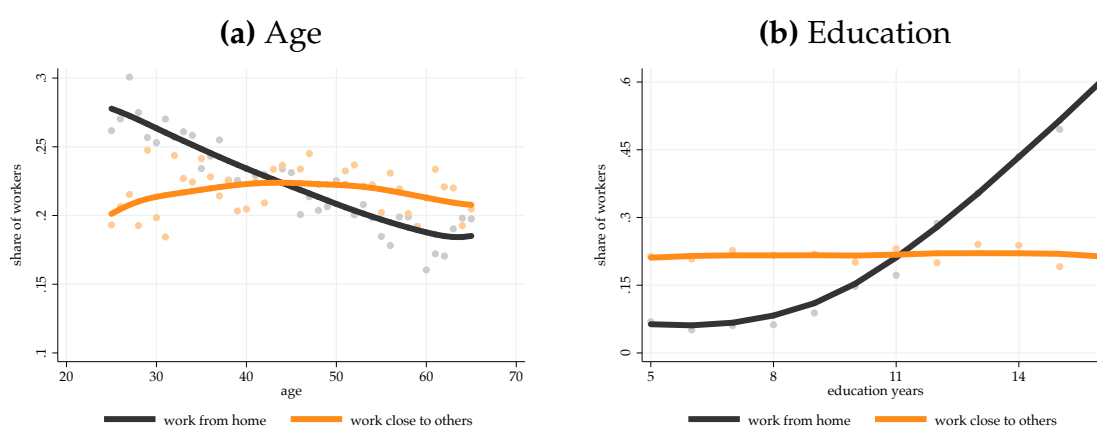 (a) Age
share of workers
.3
.25
.2
.15
.1
20 30 40 50 60 70
age
work from home work close to others
(b) Education
share of workers
.6
.45
.3
.15
0
5 8 11 14
education years
work from home work close to others